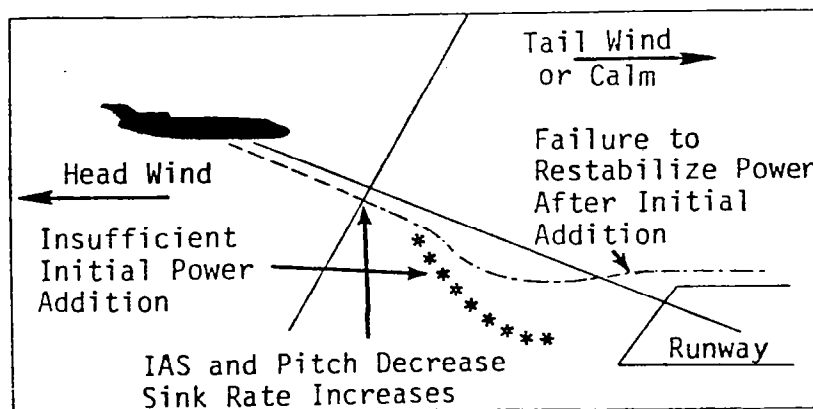 Tail Wind
or Calm
Head Wind
Failure to
Restabilize Power
After Initial
Addition
Insufficient
Initial Power
Addition
IAS and Pitch Decrease
Sink Rate Increases
Runway